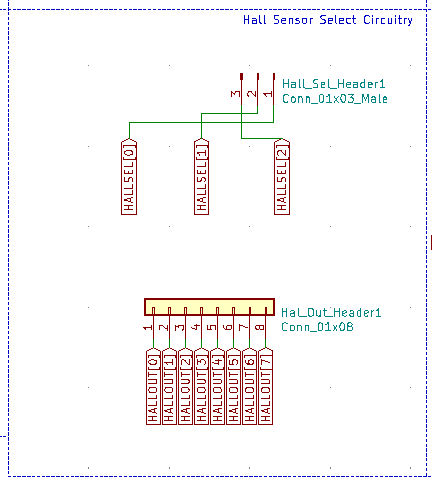 Hall Sensor Select Circuitry
Hall_Sel_Header1
Conn_01x03_Male
3 2 1
HALLSEL[0] HALLSEL[1] HALLSEL[2]
Hal_Out_Header1
Conn_01x08
1 2 3 4 5 6 7 8
HALLOUT[0] HALLOUT[1] HALLOUT[2] HALLOUT[3] HALLOUT[4] HALLOUT[5] HALLOUT[6] HALLOUT[7]